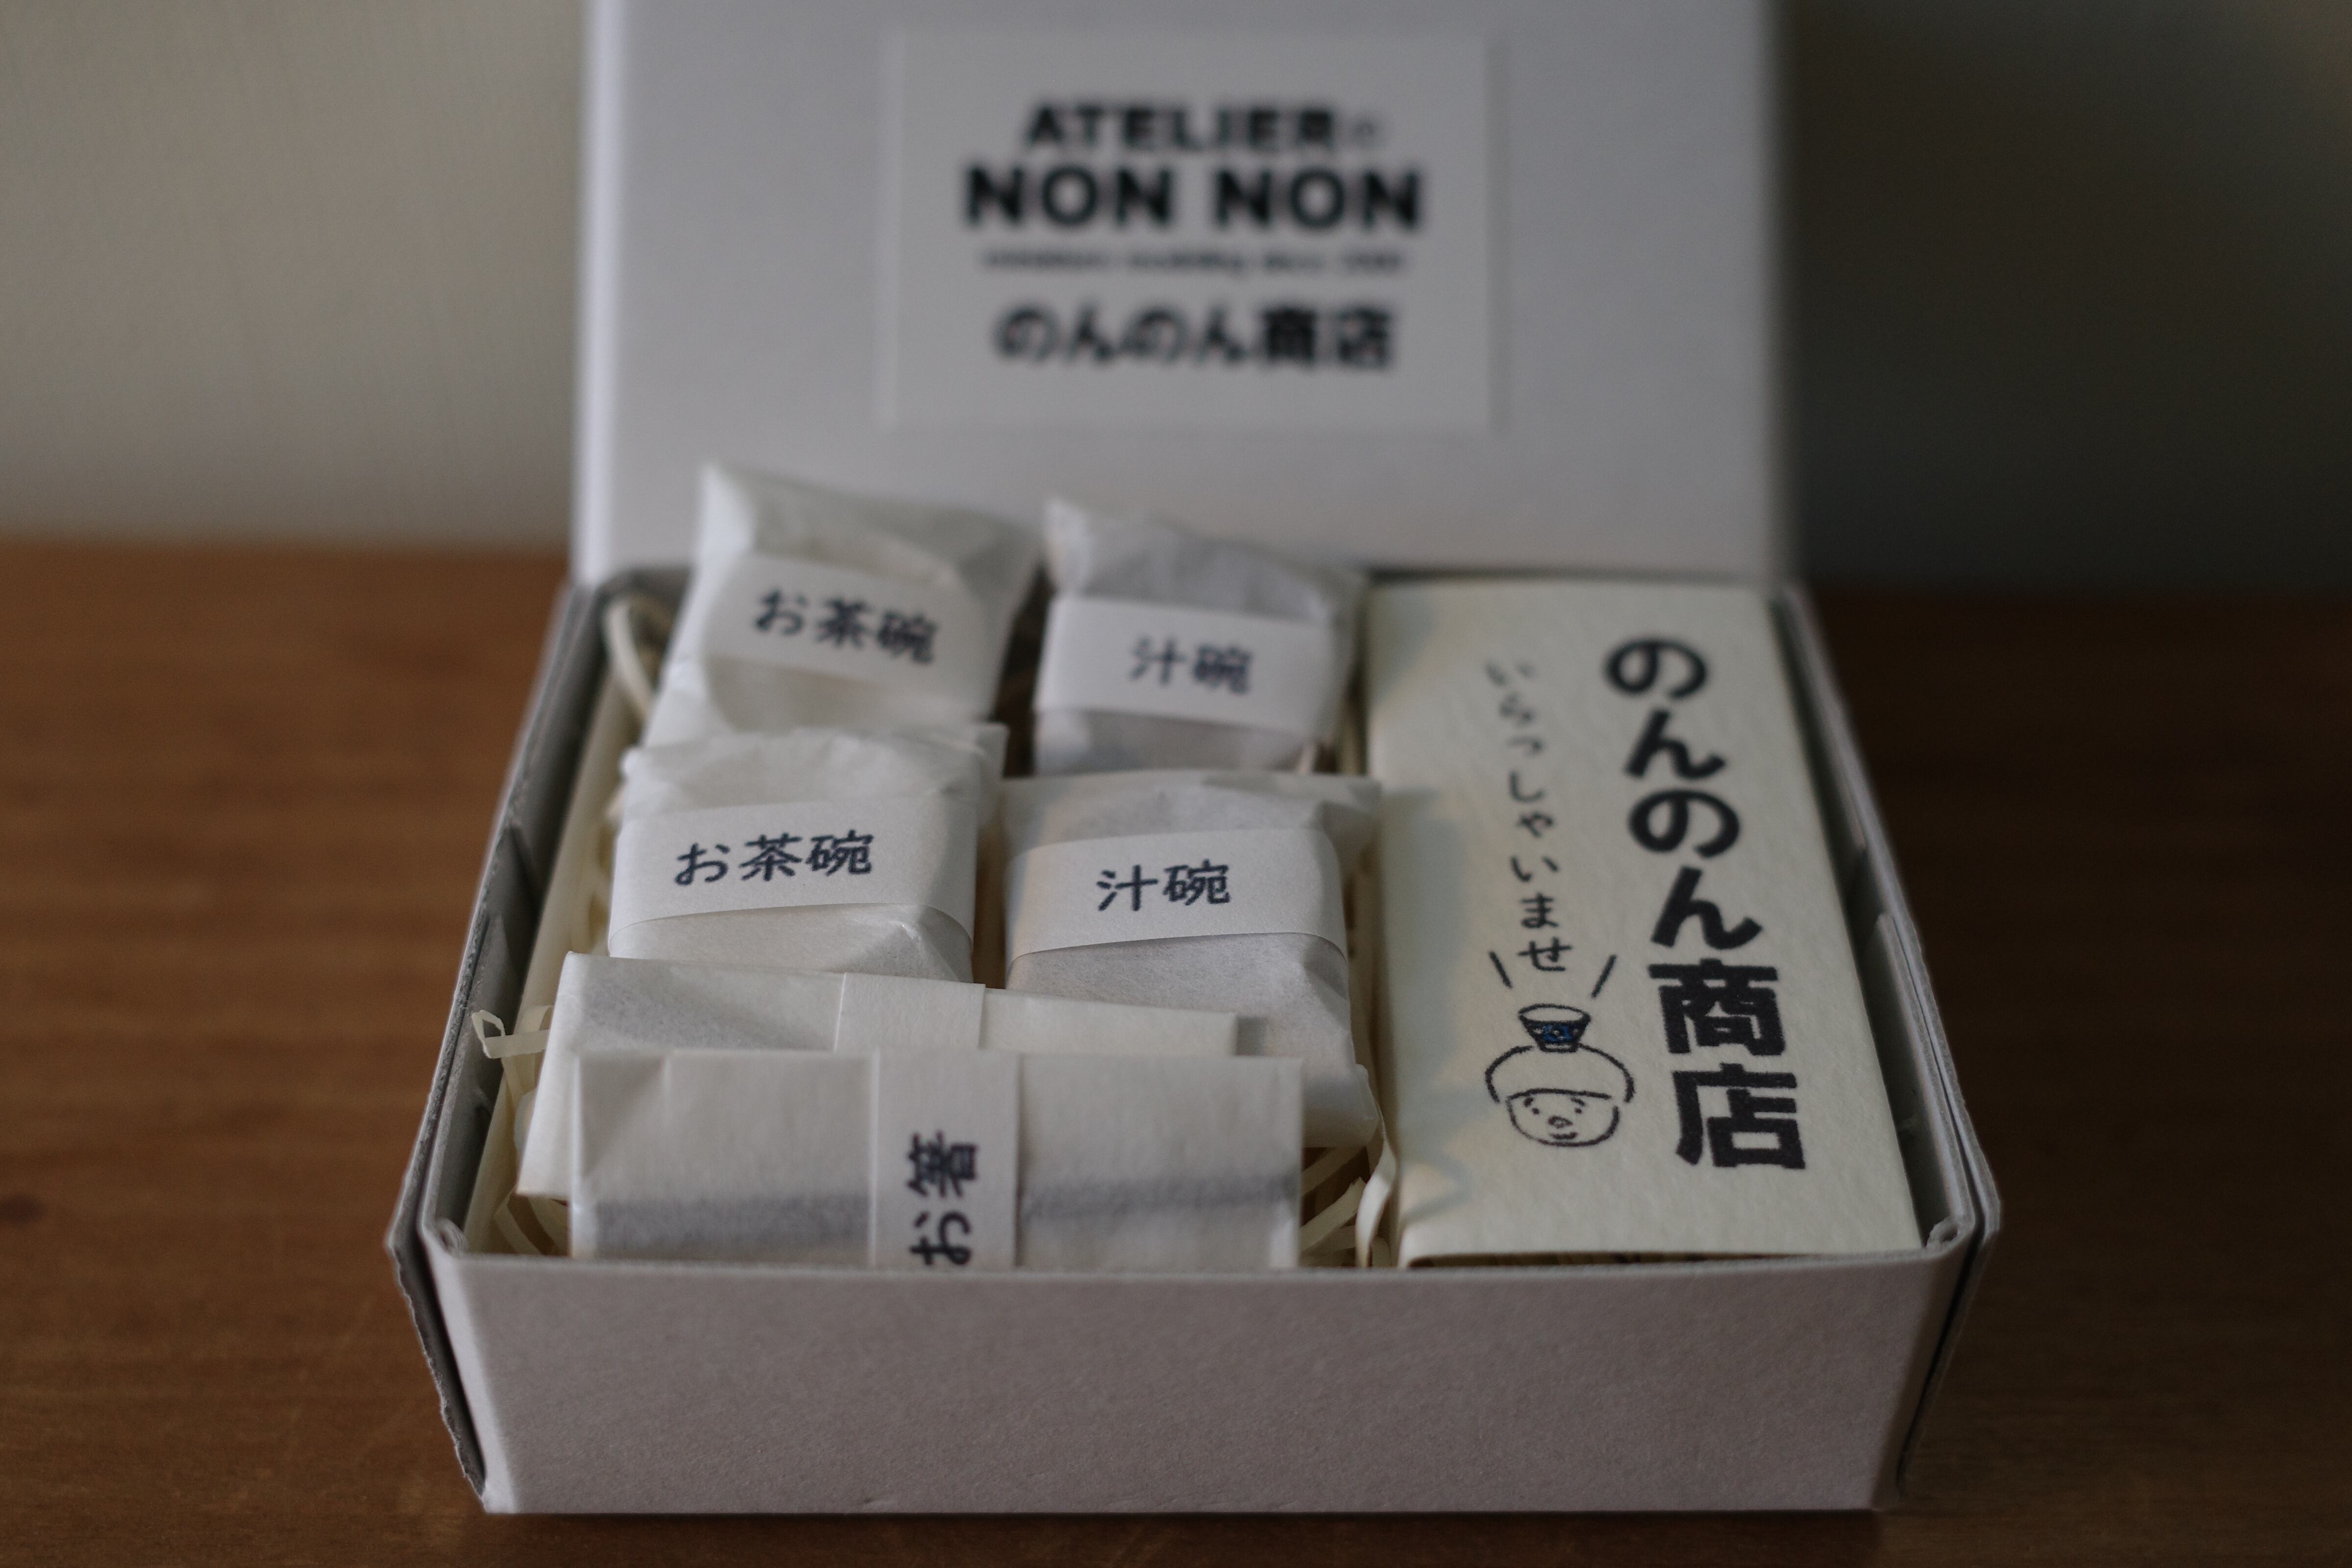 ATELIER
NON NON
のんのん商店
お茶碗
汁碗
お茶碗
汁碗
お箸
のんのん商店
いらっしゃいませ